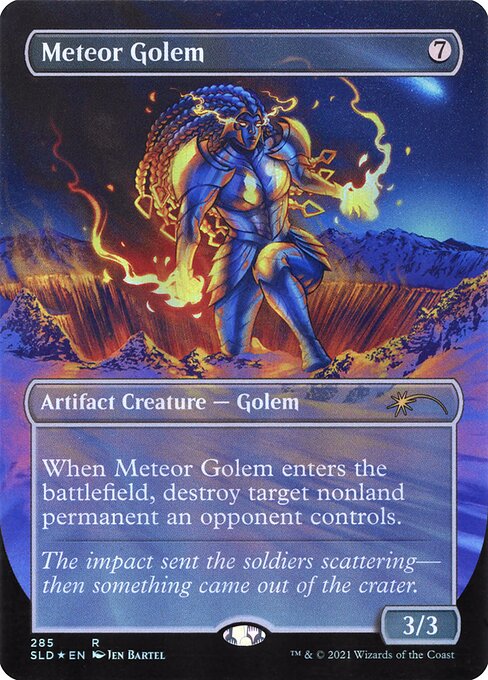 Meteor Golem 7
Artifact Creature — Golem
When Meteor Golem enters the
battlefield, destroy target nonland
permanent an opponent controls.
The impact sent the soldiers scattering—
then something came out of the crater.
3/3
285 R
SLD ★ EN Jen Bartel
™ & © 2021 Wizards of the Coast